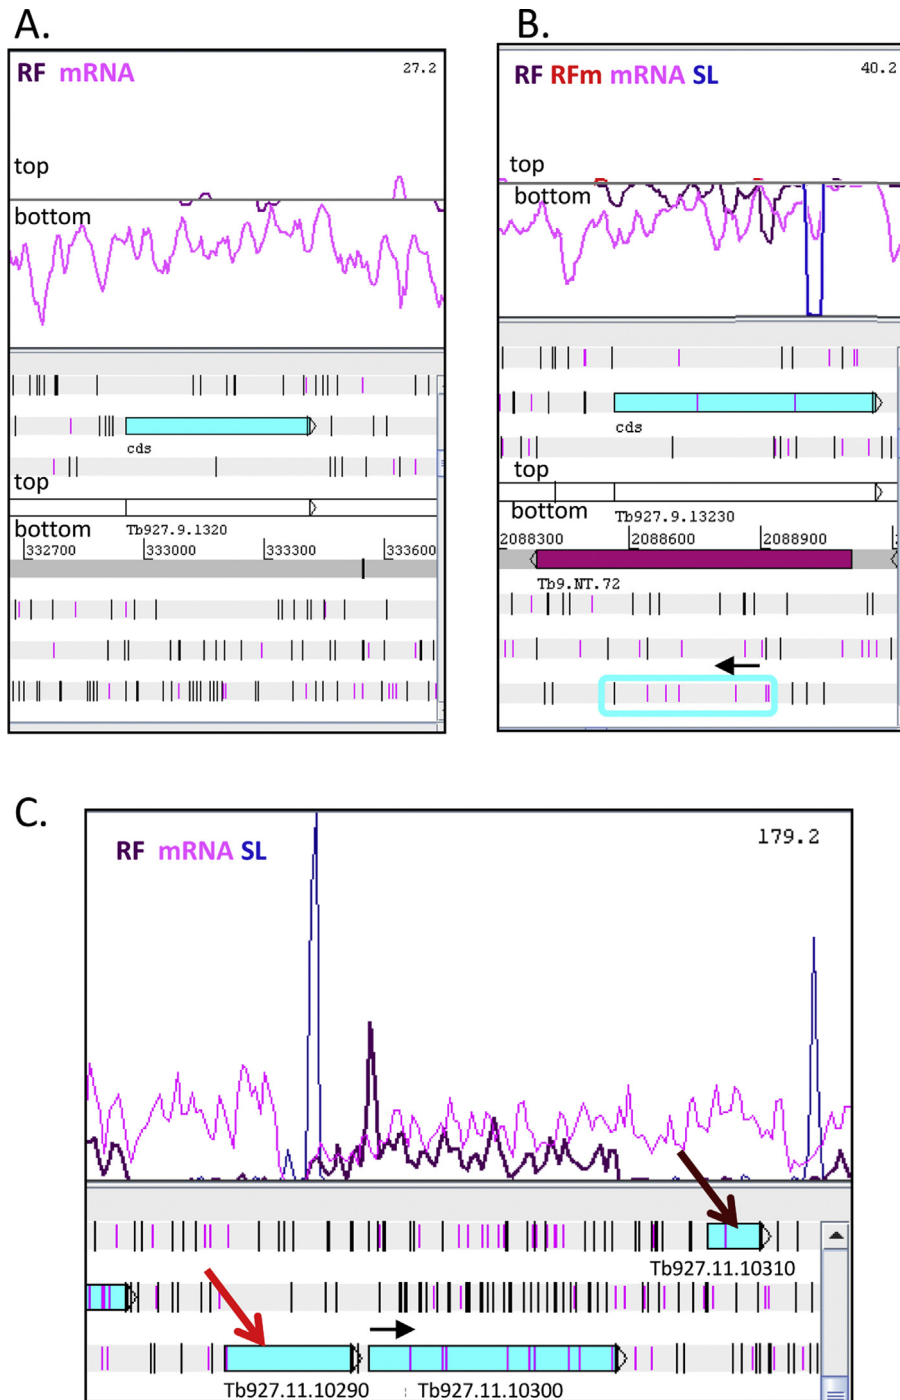 A.
RF mRNA
27.2
top
bottom
cds
top
bottom
Tb927.9.1320
332700
333000
333300
333600
B.
RF RFm mRNA SL
40.2
top
bottom
cds
top
bottom
Tb927.9.13230
2088300
2088600
2088900
Tb9.NT.72
C.
RF mRNA SL
179.2
Tb927.11.10310
Tb927.11.10290
Tb927.11.10300